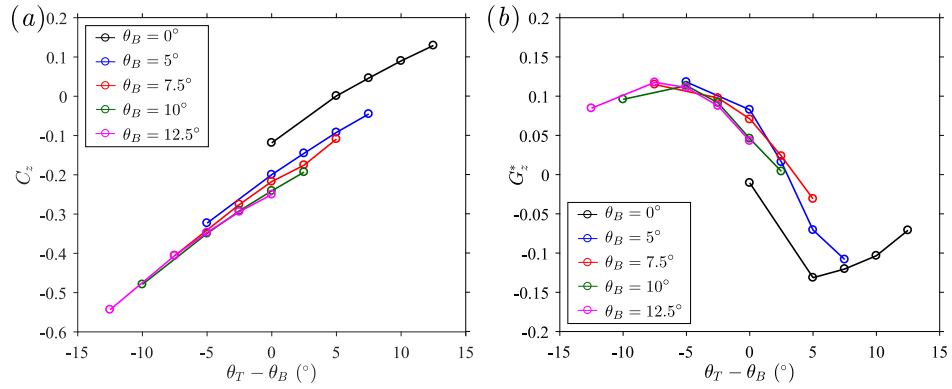 (a)
0.2
0.1
0
-0.1
-0.2
-0.3
-0.4
-0.5
-0.6
C_z
θ_B = 0°
θ_B = 5°
θ_B = 7.5°
θ_B = 10°
θ_B = 12.5°
-15 -10 -5 0 5 10 15
θ_T − θ_B (°)
(b)
0.2
0.15
0.1
0.05
0
-0.05
-0.1
-0.15
-0.2
G_z^*
θ_B = 0°
θ_B = 5°
θ_B = 7.5°
θ_B = 10°
θ_B = 12.5°
-15 -10 -5 0 5 10 15
θ_T − θ_B (°)